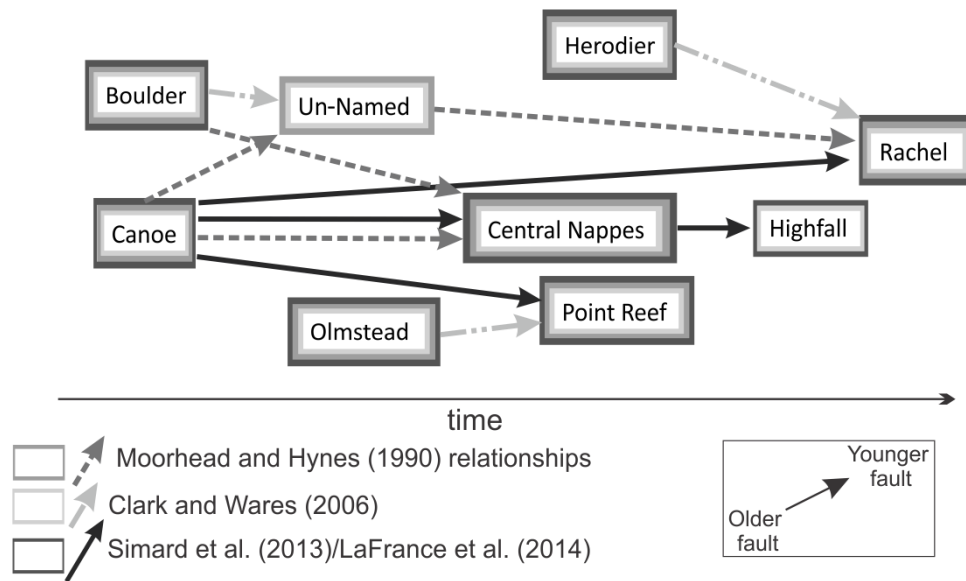 Herodier
Boulder
Un-Named
Rachel
Canoe
Central Nappes
Highfall
Point Reef
Olmstead
time
Moorhead and Hynes (1990) relationships
Clark and Wares (2006)
Simard et al. (2013)/LaFrance et al. (2014)
Younger
fault
Older
fault